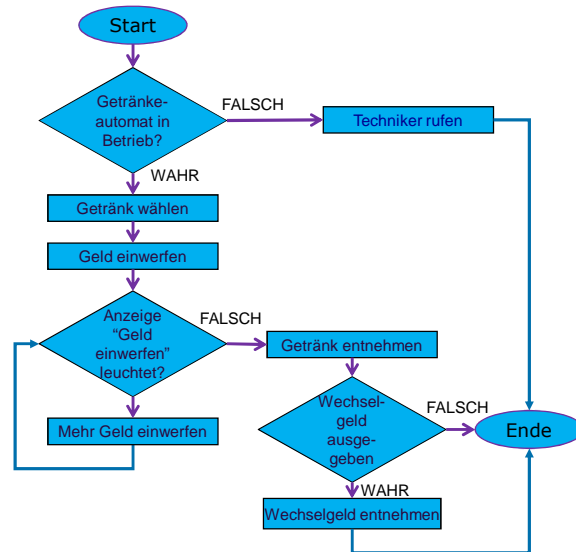 Start
Getränke-
automat in
Betrieb?
FALSCH
Techniker rufen
WAHR
Getränk wählen
Geld einwerfen
Anzeige
“Geld
einwerfen”
leuchtet?
FALSCH
Getränk entnehmen
Mehr Geld einwerfen
Wechsel-
geld
ausge-
geben
FALSCH
Ende
WAHR
Wechselgeld entnehmen